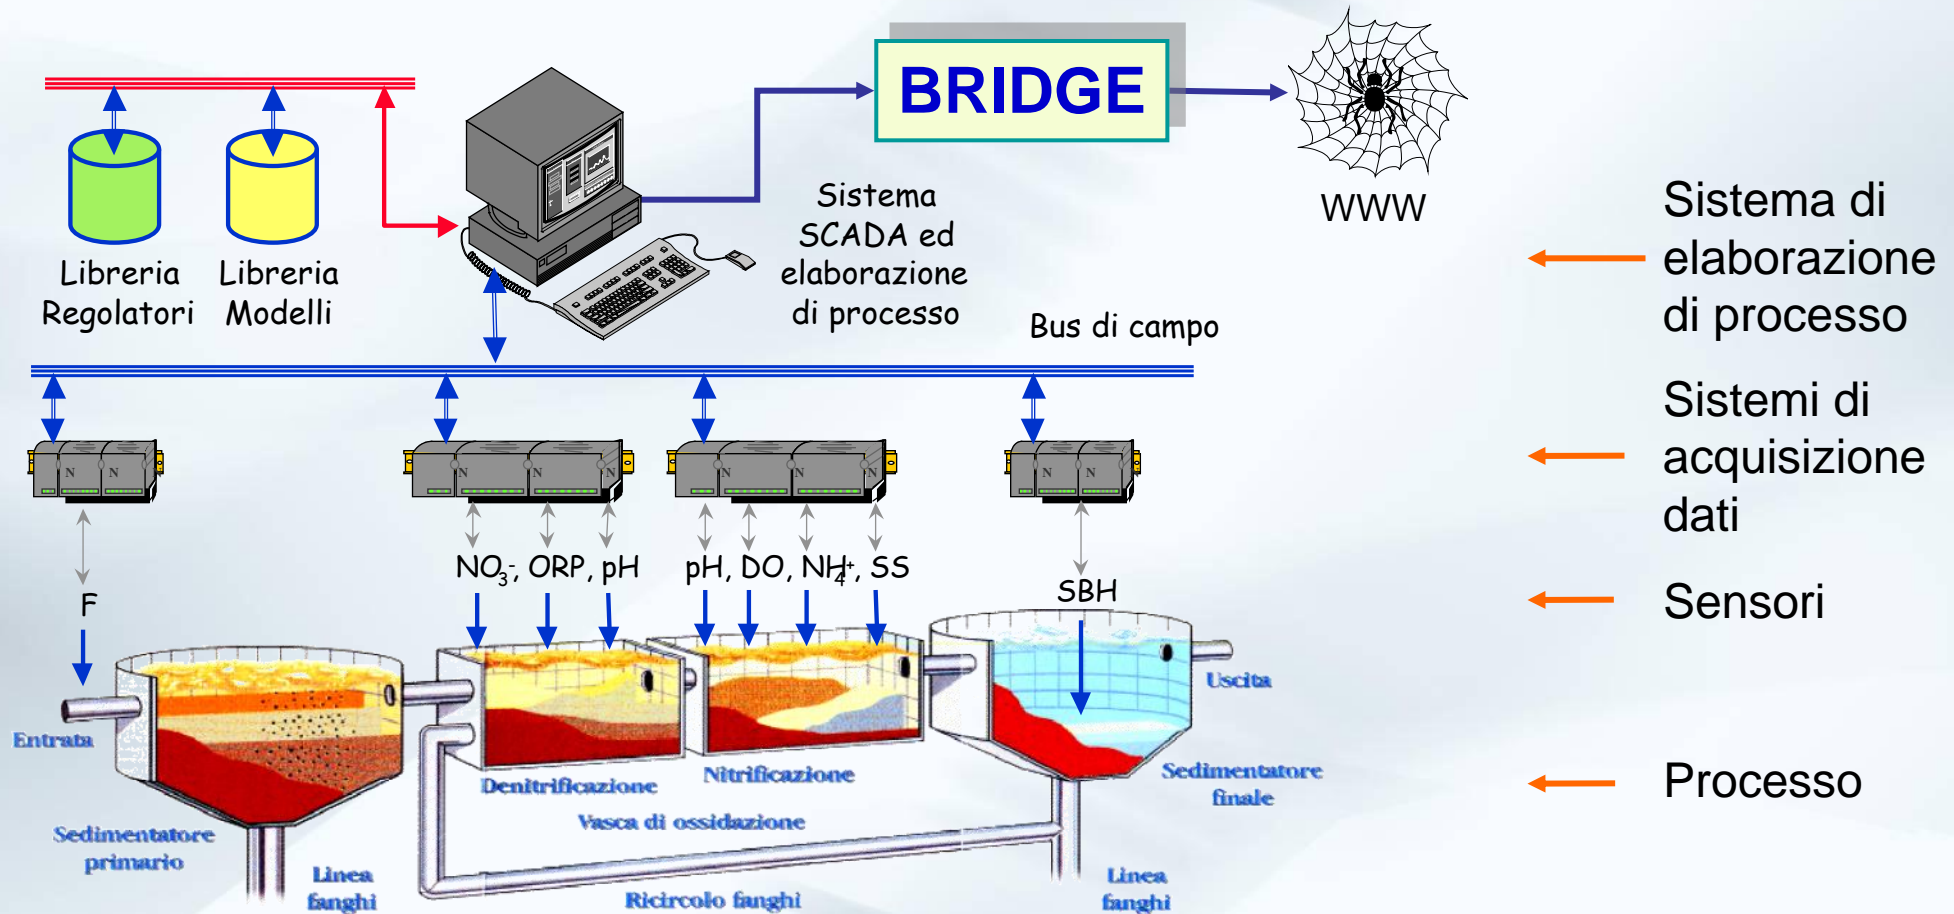 BRIDGE
WWW
Libreria
Regolatori
Libreria
Modelli
Sistema
SCADA ed
elaborazione
di processo
Bus di campo
Sistema di
elaborazione
di processo
Sistemi di
acquisizione
dati
Sensori
Processo
N N
N N N
N N N
N N
F
NO₃⁻, ORP, pH
pH, DO, NH₄⁺, SS
SBH
Entrata
Uscita
Sedimentatore
primario
Denitrificazione
Nitrificazione
Vasca di ossidazione
Sedimentatore
finale
Linea
fanghi
Ricircolo fanghi
Linea
fanghi